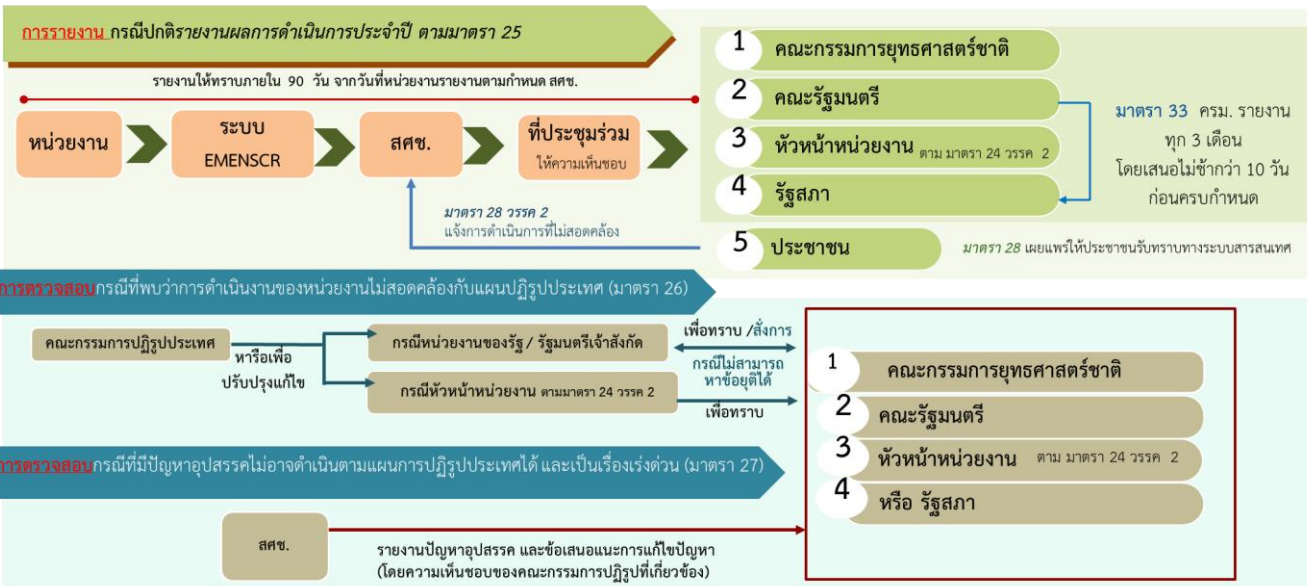 การรายงาน กรณีปกติรายงานผลการดำเนินการประจำปี ตามมาตรา 25
รายงานให้ทราบภายใน 90 วัน จากวันที่หน่วยงานรายงานตามกำหนด สศช.
หน่วยงาน
ระบบ
EMENSCR
สศช.
ที่ประชุมร่วม
ให้ความเห็นชอบ
1 คณะกรรมการยุทธศาสตร์ชาติ
2 คณะรัฐมนตรี
3 หัวหน้าหน่วยงาน ตาม มาตรา 24 วรรค 2
4 รัฐสภา
5 ประชาชน
มาตรา 33 ครม. รายงาน
ทุก 3 เดือน
โดยเสนอไม่ช้ากว่า 10 วัน
ก่อนครบกำหนด
มาตรา 28 วรรค 2
แจ้งการดำเนินการที่ไม่สอดคล้อง
มาตรา 28 เผยแพร่ให้ประชาชนรับทราบทางระบบสารสนเทศ
การตรวจสอบกรณีที่พบว่าการดำเนินงานของหน่วยงานไม่สอดคล้องกับแผนปฏิรูปประเทศ (มาตรา 26)
คณะกรรมการปฏิรูปประเทศ
หารือเพื่อ
ปรับปรุงแก้ไข
กรณีหน่วยงานของรัฐ / รัฐมนตรีเจ้าสังกัด
กรณีหัวหน้าหน่วยงาน ตามมาตรา 24 วรรค 2
เพื่อทราบ /สั่งการ
กรณีไม่สามารถ
หาข้อยุติได้
เพื่อทราบ
1 คณะกรรมการยุทธศาสตร์ชาติ
2 คณะรัฐมนตรี
3 หัวหน้าหน่วยงาน ตาม มาตรา 24 วรรค 2
4 หรือ รัฐสภา
การตรวจสอบกรณีที่มีปัญหาอุปสรรคไม่อาจดำเนินตามแผนการปฏิรูปประเทศได้ และเป็นเรื่องเร่งด่วน (มาตรา 27)
สศช.
รายงานปัญหาอุปสรรค และข้อเสนอแนะการแก้ไขปัญหา
(โดยความเห็นชอบของคณะกรรมการปฏิรูปที่เกี่ยวข้อง)